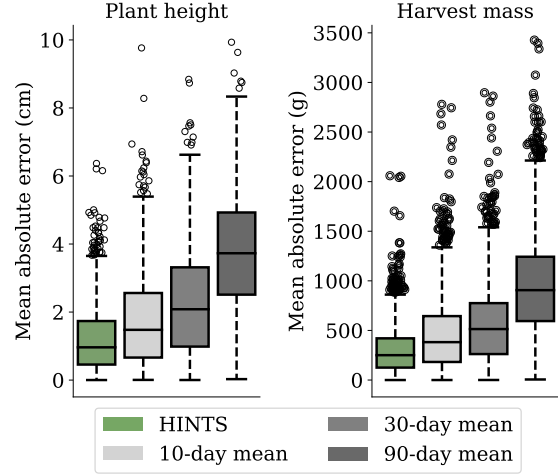 Plant height
Harvest mass
Mean absolute error (cm)
10
8
6
4
2
0
Mean absolute error (g)
3500
3000
2500
2000
1500
1000
500
0
HINTS
10-day mean
30-day mean
90-day mean